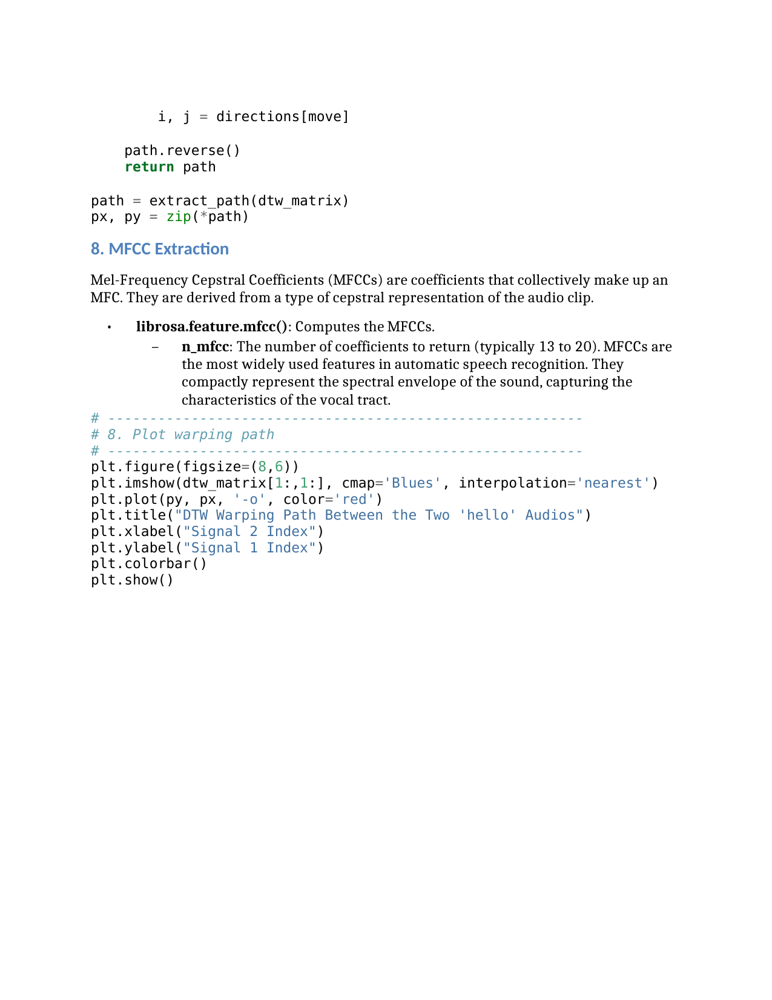 i, j = directions[move]

    path.reverse()
    return path

path = extract_path(dtw_matrix)
px, py = zip(*path)
8. MFCC Extraction
Mel-Frequency Cepstral Coefficients (MFCCs) are coefficients that collectively make up an
MFC. They are derived from a type of cepstral representation of the audio clip.
• librosa.feature.mfcc(): Computes the MFCCs.
– n_mfcc: The number of coefficients to return (typically 13 to 20). MFCCs are
the most widely used features in automatic speech recognition. They
compactly represent the spectral envelope of the sound, capturing the
characteristics of the vocal tract.
# ---------------------------------------------------------
# 8. Plot warping path
# ---------------------------------------------------------
plt.figure(figsize=(8,6))
plt.imshow(dtw_matrix[1:,1:], cmap='Blues', interpolation='nearest')
plt.plot(py, px, '-o', color='red')
plt.title("DTW Warping Path Between the Two 'hello' Audios")
plt.xlabel("Signal 2 Index")
plt.ylabel("Signal 1 Index")
plt.colorbar()
plt.show()